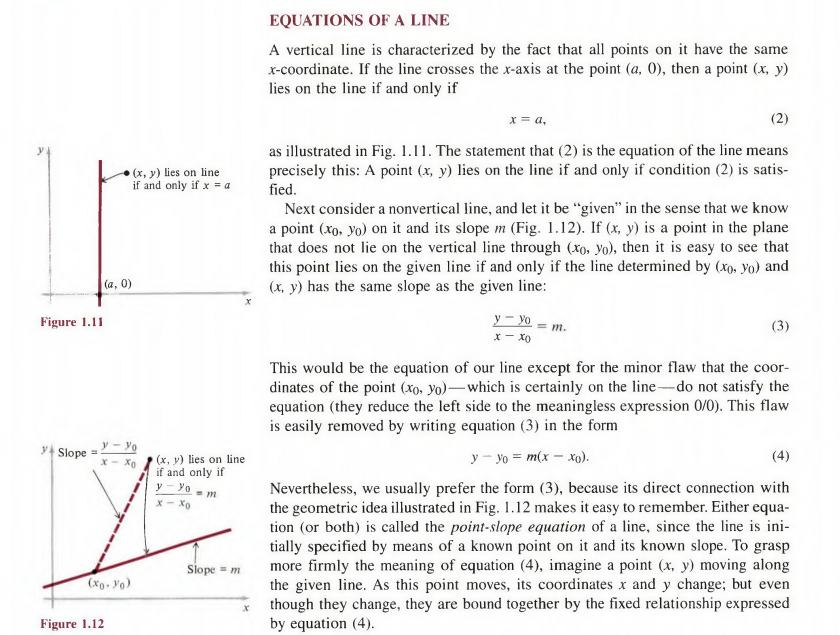 EQUATIONS OF A LINE
A vertical line is characterized by the fact that all points on it have the same
x-coordinate. If the line crosses the x-axis at the point (a, 0), then a point (x, y)
lies on the line if and only if
x = a, (2)
as illustrated in Fig. 1.11. The statement that (2) is the equation of the line means
precisely this: A point (x, y) lies on the line if and only if condition (2) is satis-
fied.
Next consider a nonvertical line, and let it be “given” in the sense that we know
a point (x₀, y₀) on it and its slope m (Fig. 1.12). If (x, y) is a point in the plane
that does not lie on the vertical line through (x₀, y₀), then it is easy to see that
this point lies on the given line if and only if the line determined by (x₀, y₀) and
(x, y) has the same slope as the given line:
y − y₀
x − x₀ = m. (3)
This would be the equation of our line except for the minor flaw that the coor-
dinates of the point (x₀, y₀)—which is certainly on the line—do not satisfy the
equation (they reduce the left side to the meaningless expression 0/0). This flaw
is easily removed by writing equation (3) in the form
y − y₀ = m(x − x₀). (4)
Nevertheless, we usually prefer the form (3), because its direct connection with
the geometric idea illustrated in Fig. 1.12 makes it easy to remember. Either equa-
tion (or both) is called the point-slope equation of a line, since the line is ini-
tially specified by means of a known point on it and its known slope. To grasp
more firmly the meaning of equation (4), imagine a point (x, y) moving along
the given line. As this point moves, its coordinates x and y change; but even
though they change, they are bound together by the fixed relationship expressed
by equation (4).
y
(x, y) lies on line
if and only if x = a
(a, 0)
x
Figure 1.11
y
Slope = y − y₀
x − x₀
(x, y) lies on line
if and only if
y − y₀
x − x₀ = m
Slope = m
(x₀, y₀)
x
Figure 1.12